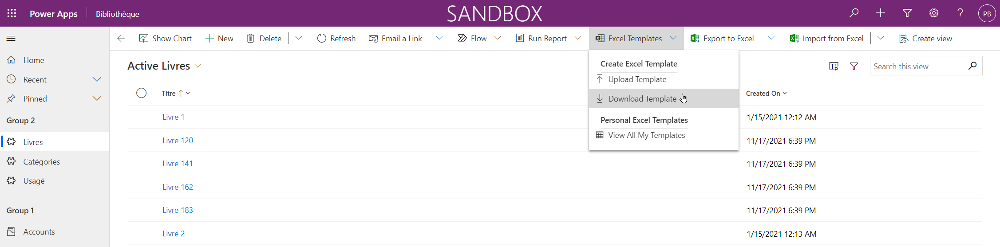 Power Apps Bibliothèque SANDBOX PB
Show Chart New Delete Refresh Email a Link Flow Run Report Excel Templates Export to Excel Import from Excel Create view
Home
Recent
Pinned
Group 2
Livres
Catégories
Usagé
Group 1
Accounts
Active Livres
Search this view
Create Excel Template
Upload Template
Download Template
Personal Excel Templates
View All My Templates
Titre Created On
Livre 1 1/15/2021 12:12 AM
Livre 120 11/17/2021 6:39 PM
Livre 141 11/17/2021 6:39 PM
Livre 162 11/17/2021 6:39 PM
Livre 183 11/17/2021 6:39 PM
Livre 2 1/15/2021 12:13 AM